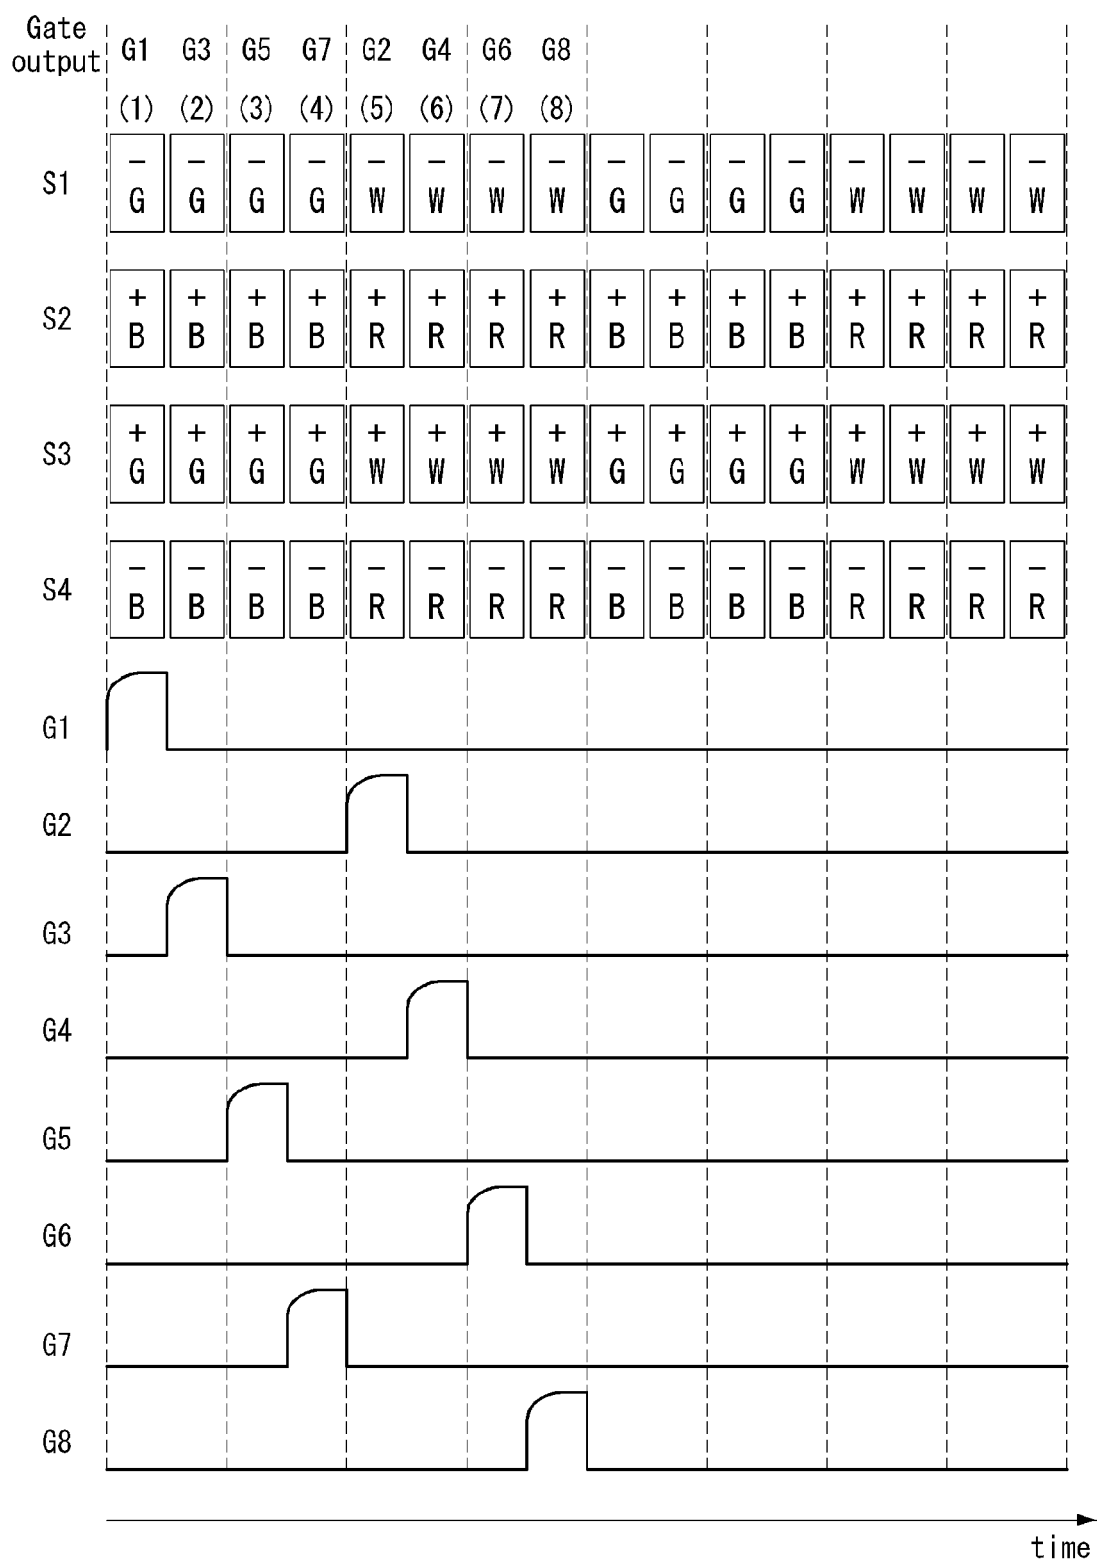 Gate output G1 G3 G5 G7 G2 G4 G6 G8
(1) (2) (3) (4) (5) (6) (7) (8)
− − − − − − − − − − − − − − − −
S1 G G G G W W W W G G G G W W W W
+ + + + + + + + + + + + + + + +
S2 B B B B R R R R B B B B R R R R
+ + + + + + + + + + + + + + + +
S3 G G G G W W W W G G G G W W W W
− − − − − − − − − − − − − − − −
S4 B B B B R R R R B B B B R R R R
G1
G2
G3
G4
G5
G6
G7
G8
time